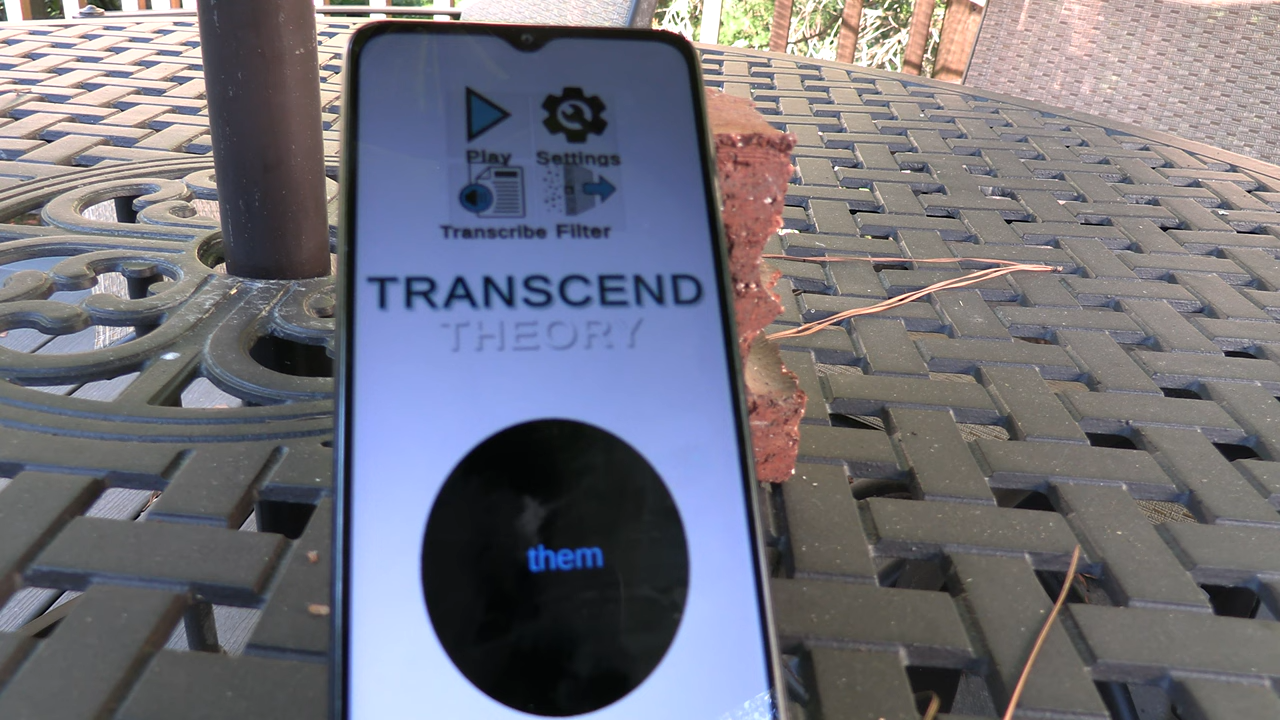 Play Settings
Transcribe Filter
TRANSCEND
THEORY
them